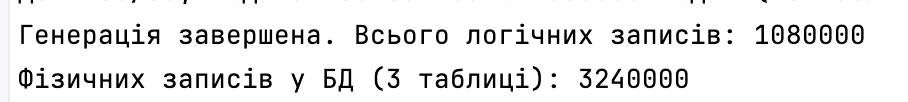 Генерація завершена. Всього логічних записів: 1080000
Фізичних записів у БД (3 таблиці): 3240000